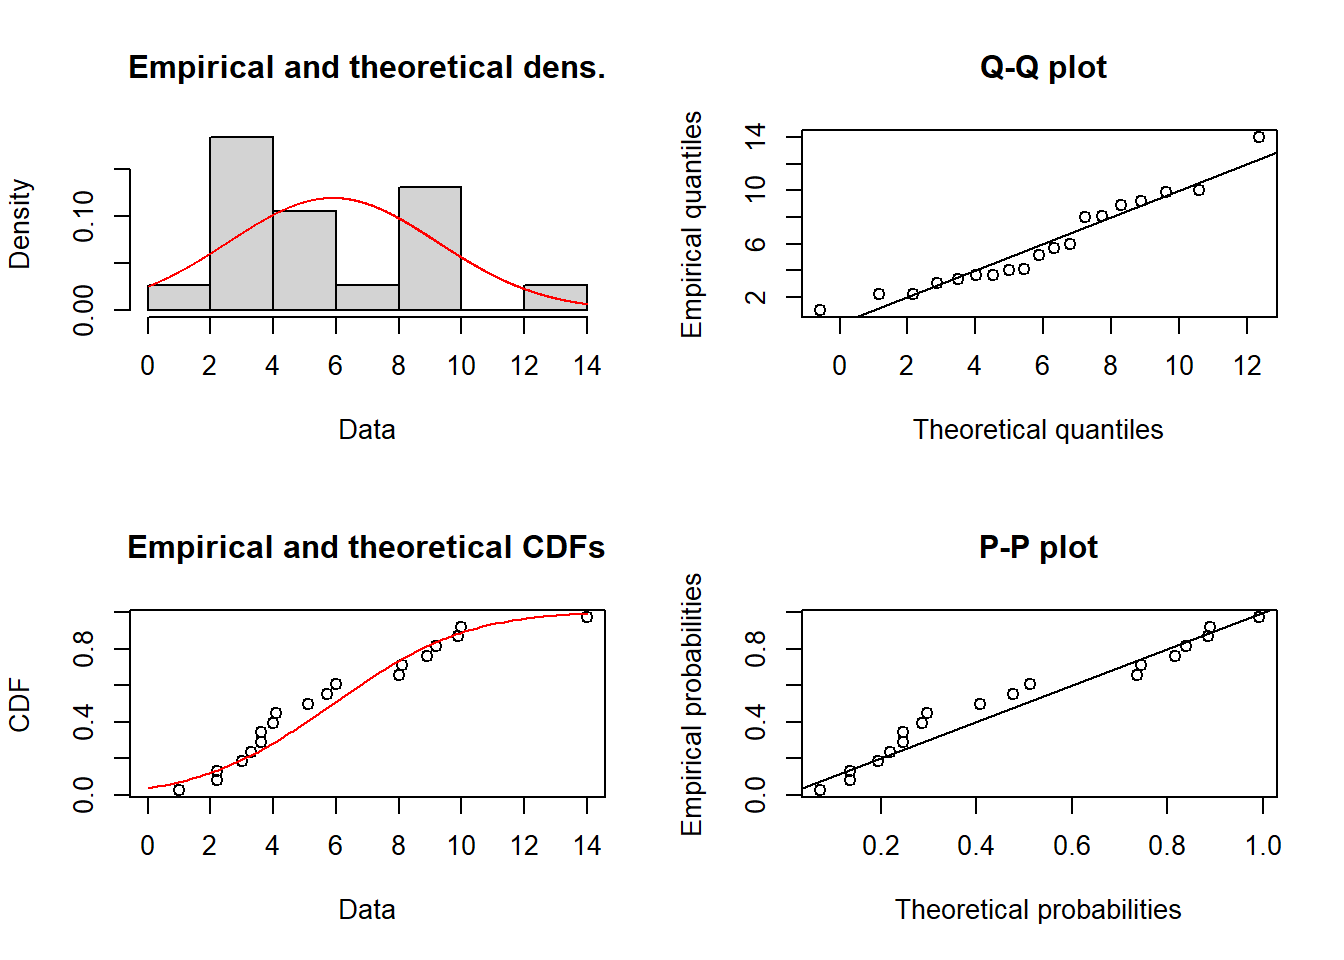 Empirical and theoretical dens.
Density
0.00 0.10
0 2 4 6 8 10 12 14
Data
Q-Q plot
Empirical quantiles
2 6 10 14
0 2 4 6 8 10 12
Theoretical quantiles
Empirical and theoretical CDFs
CDF
0.0 0.4 0.8
0 2 4 6 8 10 12 14
Data
P-P plot
Empirical probabilities
0.0 0.4 0.8
0.2 0.4 0.6 0.8 1.0
Theoretical probabilities